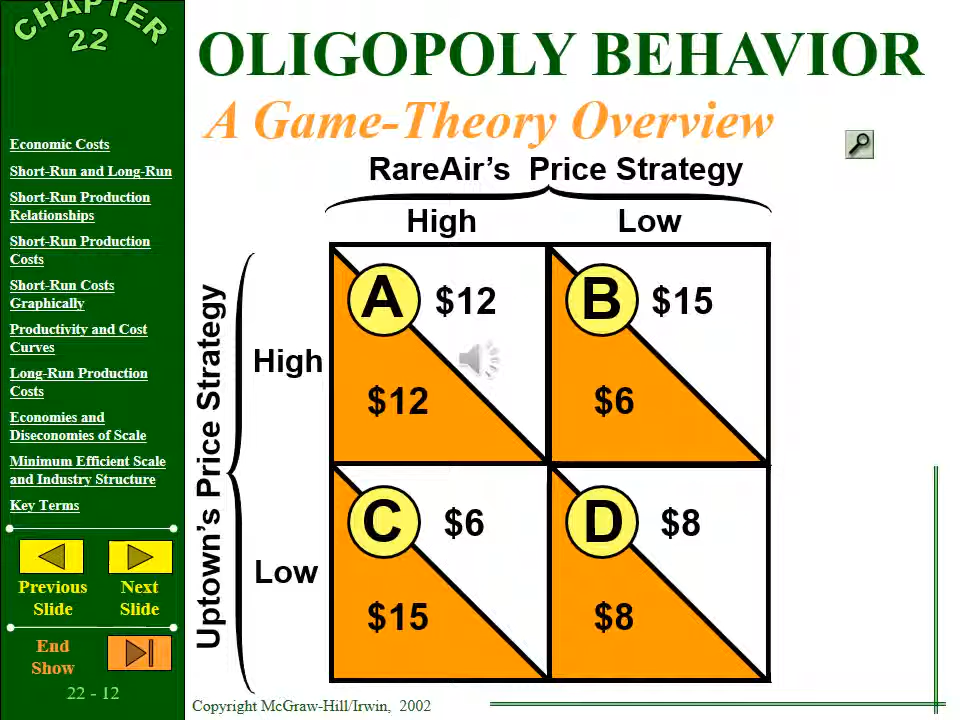 CHAPTER
22
OLIGOPOLY BEHAVIOR
A Game-Theory Overview
Economic Costs
Short-Run and Long-Run
Short-Run Production
Relationships
Short-Run Production
Costs
Short-Run Costs
Graphically
Productivity and Cost
Curves
Long-Run Production
Costs
Economies and
Diseconomies of Scale
Minimum Efficient Scale
and Industry Structure
Key Terms
Previous
Slide
Next
Slide
End
Show
22 - 12
RareAir’s Price Strategy
High
Low
Uptown’s Price Strategy
High
A
$12
$12
B
$15
$6
Low
C
$6
$15
D
$8
$8
Copyright McGraw-Hill/Irwin, 2002